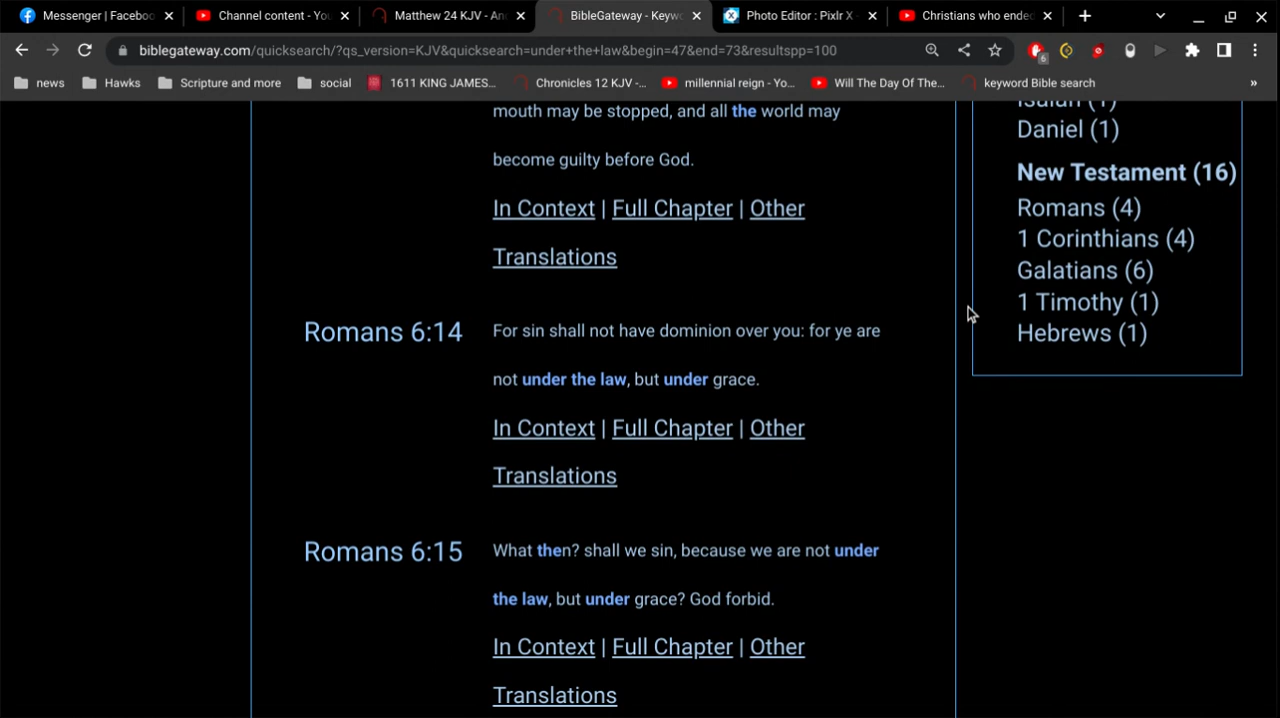 Messenger | Faceboo
Channel content - You
Matthew 24 KJV - An
BibleGateway - Keywo
Photo Editor : Pixlr X -
Christians who ended
biblegateway.com/quicksearch/?qs_version=KJV&quicksearch=under+the+law&begin=47&end=73&resultspp=100
6
news
Hawks
Scripture and more
social
1611 KING JAMES...
Chronicles 12 KJV -...
millennial reign - Yo...
Will The Day Of The...
keyword Bible search
»
mouth may be stopped, and all the world may
become guilty before God.
In Context | Full Chapter | Other
Translations
Romans 6:14
For sin shall not have dominion over you: for ye are
not under the law, but under grace.
In Context | Full Chapter | Other
Translations
Romans 6:15
What then? shall we sin, because we are not under
the law, but under grace? God forbid.
In Context | Full Chapter | Other
Translations
Isaiah (1)
Daniel (1)
New Testament (16)
Romans (4)
1 Corinthians (4)
Galatians (6)
1 Timothy (1)
Hebrews (1)